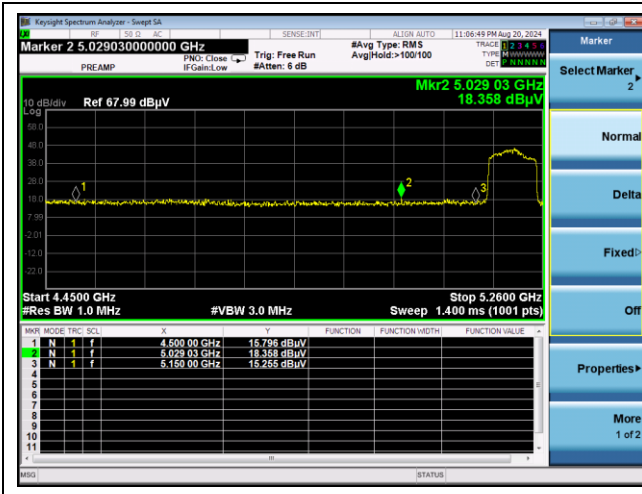 Keysight Spectrum Analyzer - Swept SA
RF 50 Ω AC SENSE:INT ALIGN AUTO 11:06:49 PM Aug 20, 2024
Marker 2 5.029030000000 GHz
PREAMP
PNO: Close
IFGain:Low
Trig: Free Run
#Atten: 6 dB
#Avg Type: RMS
Avg|Hold:>100/100
TRACE 1 2 3 4 5 6
TYPE M WWWWW
DET P N N N N N
Mkr2 5.029 03 GHz
18.358 dBµV
10 dB/div Ref 67.99 dBµV
Log
58.0
48.0
38.0
28.0
18.0
7.99
-2.01
-12.0
-22.0
1
2
3
Start 4.4500 GHz Stop 5.2600 GHz
#Res BW 1.0 MHz #VBW 3.0 MHz Sweep 1.400 ms (1001 pts)
MKR MODE TRC SCL X Y FUNCTION FUNCTION WIDTH FUNCTION VALUE
1 N 1 f 4.500 00 GHz 15.796 dBµV
2 N 1 f 5.029 03 GHz 18.358 dBµV
3 N 1 f 5.150 00 GHz 15.255 dBµV
4
5
6
7
8
9
10
11
MSG STATUS
Marker
Select Marker
2
Normal
Delta
Fixed
Off
Properties
More
1 of 2